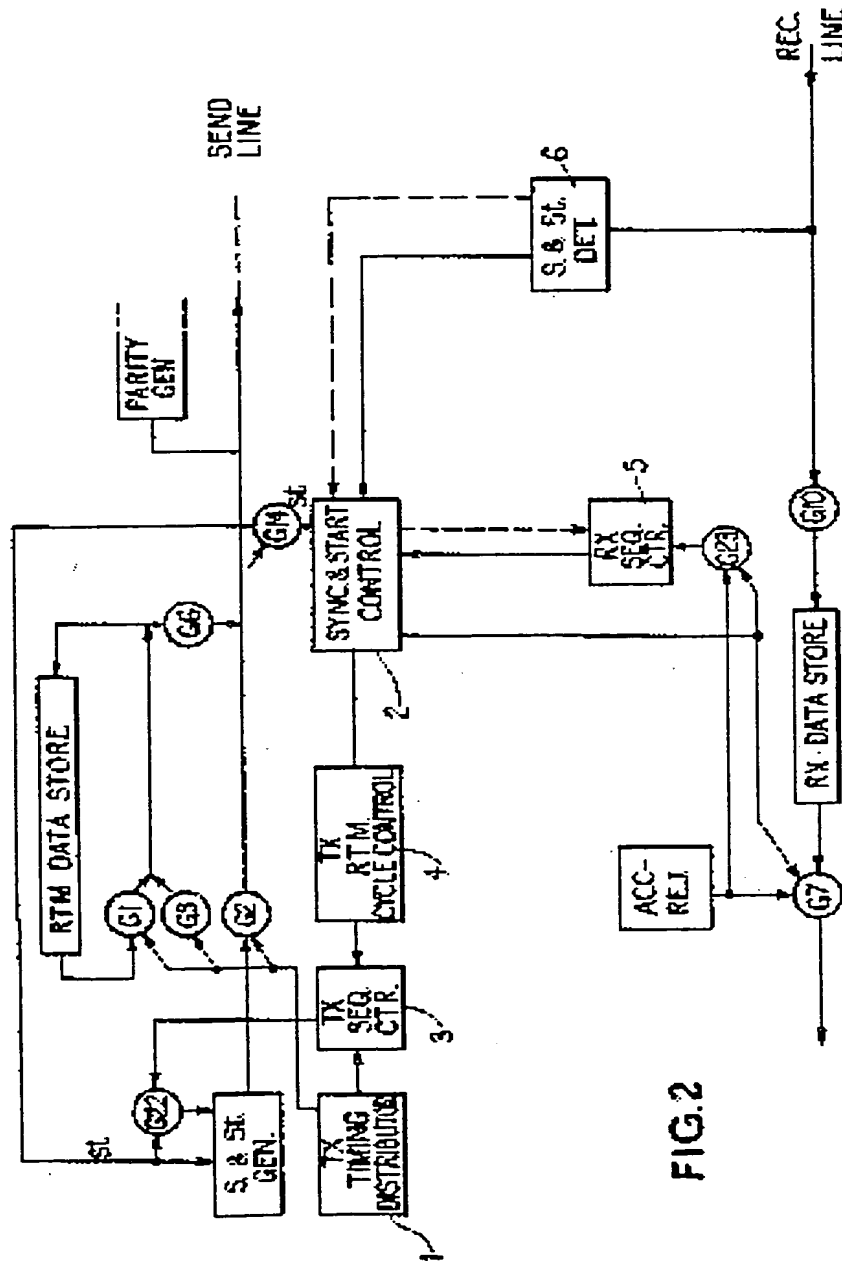 SEND
LINE
PARITY
GEN
RTM DATA STORE
G1
G3
G2
G6
G14
st
st
G22
S. & St.
GEN.
TX
TIMING
DISTRIBUTOR
1
TX
SEQ.
CTR.
3
TX
RTM.
CYCLE CONTROL
4
SYNC. & START
CONTROL
2
RX
SEQ.
CTR.
5
G23
S. & St.
DET.
6
REC.
LINE
G10
RX DATA STORE
ACC-
REJ.
G7
FIG.2